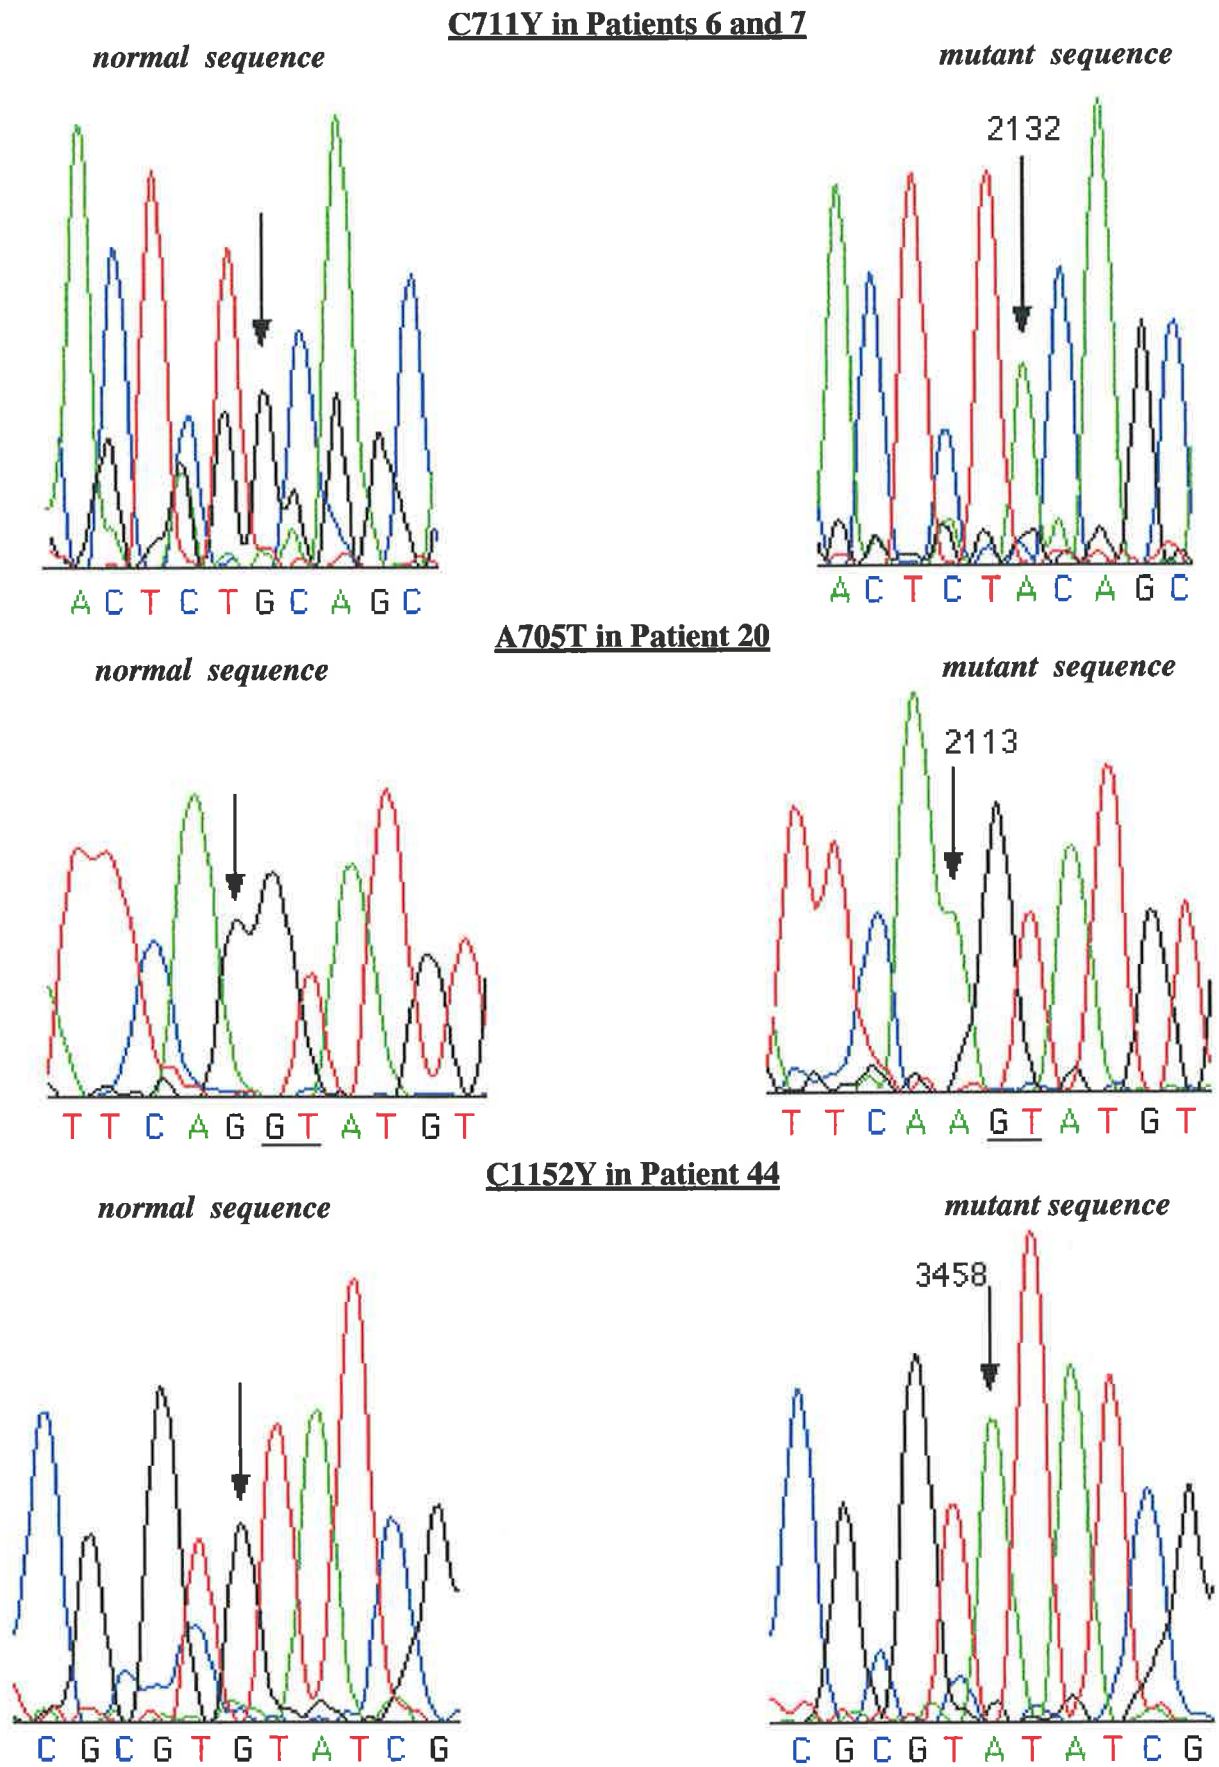 C711Y in Patients 6 and 7
normal sequence
mutant sequence
2132
A C T C T G C A G C
A C T C T A C A G C
A705T in Patient 20
normal sequence
mutant sequence
2113
T T C A G G T A T G T
T T C A A G T A T G T
C1152Y in Patient 44
normal sequence
mutant sequence
3458
C G C G T G T A T C G
C G C G T A T A T C G